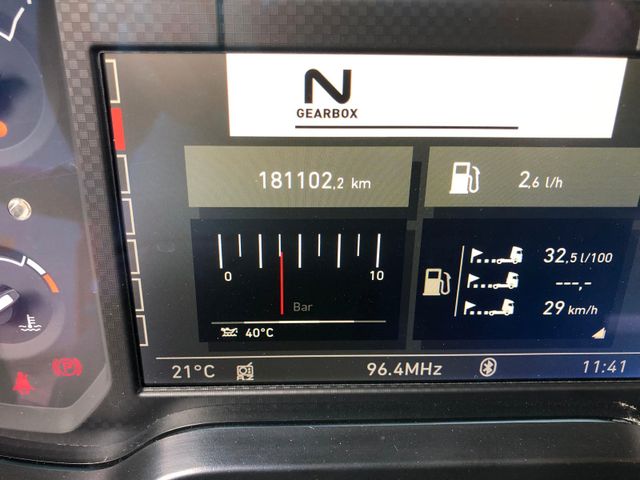 N
GEARBOX
181102,2 km
2,6 l/h
0 10
Bar
40°C
32,5 l/100
---,-
29 km/h
21°C 96.4MHz 11:41